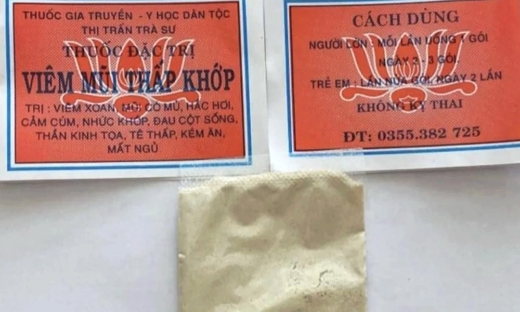 THUỐC GIA TRUYỀN - Y HỌC DÂN TỘC
THỊ TRẤN TRÀ SƯ
THUỐC ĐẶC TRỊ
VIÊM MŨI THẤP KHỚP
TRỊ : VIÊM XOAN, MŨI CÓ MỦ, HẮC HƠI,
CẢM CÚM, NHỨC KHỚP, ĐAU CỘT SỐNG,
THẦN KINH TỌA, TÊ THẤP, KÉM ĂN,
MẤT NGỦ
CÁCH DÙNG
NGƯỜI LỚN : MỖI LẦN UỐNG 1 GÓI
NGÀY 2 - 3 GÓI.
TRẺ EM : LẦN NỬA GÓI, NGÀY 2 LẦN
KHÔNG KỴ THAI
ĐT: 0355.382 725